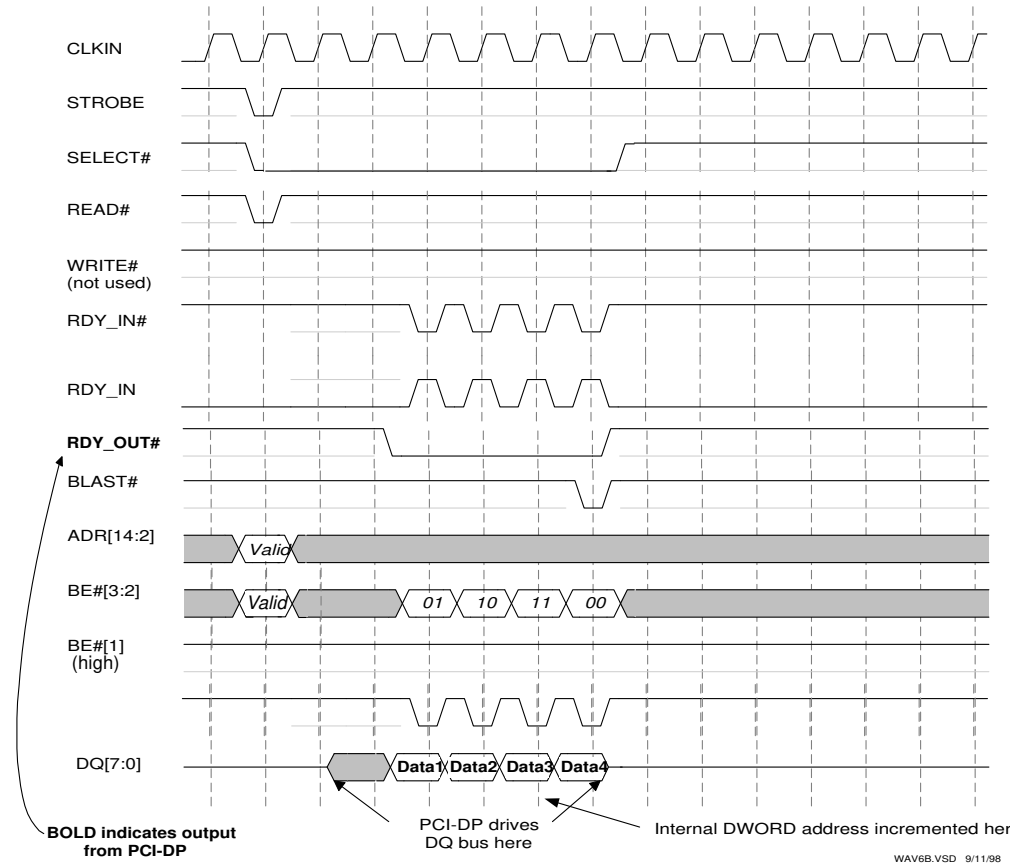 CLKIN
STROBE
SELECT#
READ#
WRITE#
(not used)
RDY_IN#
RDY_IN
RDY_OUT#
BLAST#
ADR[14:2]
Valid
BE#[3:2]
Valid 01 10 11 00
BE#[1]
(high)
DQ[7:0]
Data1 Data2 Data3 Data4
BOLD indicates output
from PCI-DP
PCI-DP drives
DQ bus here
Internal DWORD address incremented her
WAV6B.VSD 9/11/98